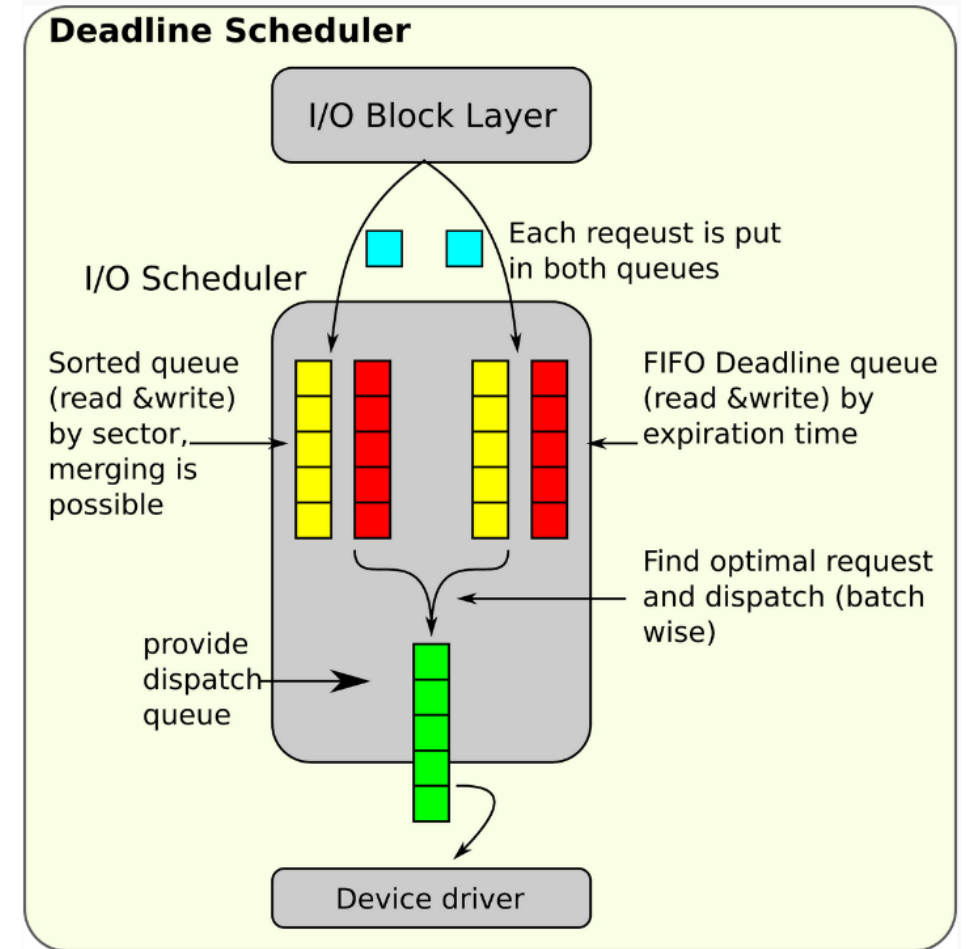 Deadline Scheduler
I/O Block Layer
Each reqeust is put
in both queues
I/O Scheduler
Sorted queue
(read &write)
by sector,
merging is
possible
FIFO Deadline queue
(read &write) by
expiration time
Find optimal request
and dispatch (batch
wise)
provide
dispatch
queue
Device driver